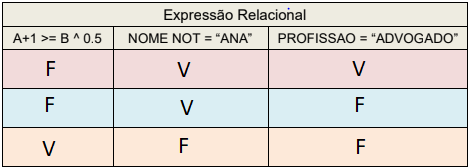 Expressão Relacional
A+1 >= B ^ 0.5 NOME NOT = “ANA” PROFISSAO = “ADVOGADO”
F V V
F V F
V F F